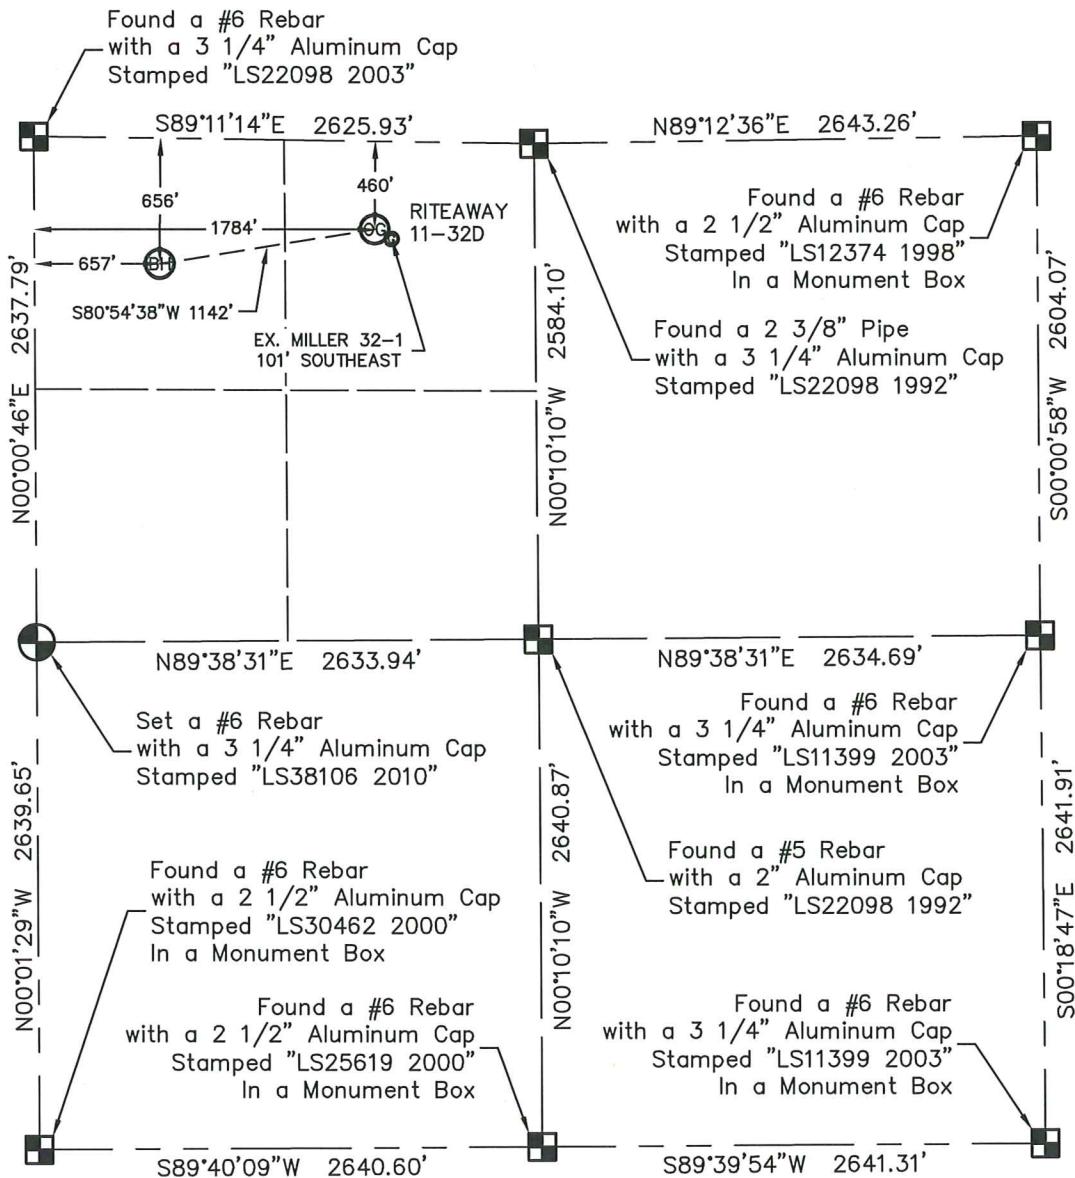 Found a #6 Rebar
with a 3 1/4" Aluminum Cap
Stamped "LS22098 2003"
S89°11'14"E 2625.93'
N89°12'36"E 2643.26'
656'
460'
1784'
OG
RITEAWAY
11-32D
657'
BH
S80°54'38"W 1142'
EX. MILLER 32-1
101' SOUTHEAST
Found a #6 Rebar
with a 2 1/2" Aluminum Cap
Stamped "LS12374 1998"
In a Monument Box
Found a 2 3/8" Pipe
with a 3 1/4" Aluminum Cap
Stamped "LS22098 1992"
N00°00'46"E 2637.79'
N00°10'10"W 2584.10'
S00°00'58"W 2604.07'
N89°38'31"E 2633.94'
N89°38'31"E 2634.69'
Set a #6 Rebar
with a 3 1/4" Aluminum Cap
Stamped "LS38106 2010"
Found a #6 Rebar
with a 3 1/4" Aluminum Cap
Stamped "LS11399 2003"
In a Monument Box
Found a #5 Rebar
with a 2" Aluminum Cap
Stamped "LS22098 1992"
N00°01'29"W 2639.65'
N00°10'10"W 2640.87'
S00°18'47"E 2641.91'
Found a #6 Rebar
with a 2 1/2" Aluminum Cap
Stamped "LS30462 2000"
In a Monument Box
Found a #6 Rebar
with a 2 1/2" Aluminum Cap
Stamped "LS25619 2000"
In a Monument Box
Found a #6 Rebar
with a 3 1/4" Aluminum Cap
Stamped "LS11399 2003"
In a Monument Box
S89°40'09"W 2640.60'
S89°39'54"W 2641.31'